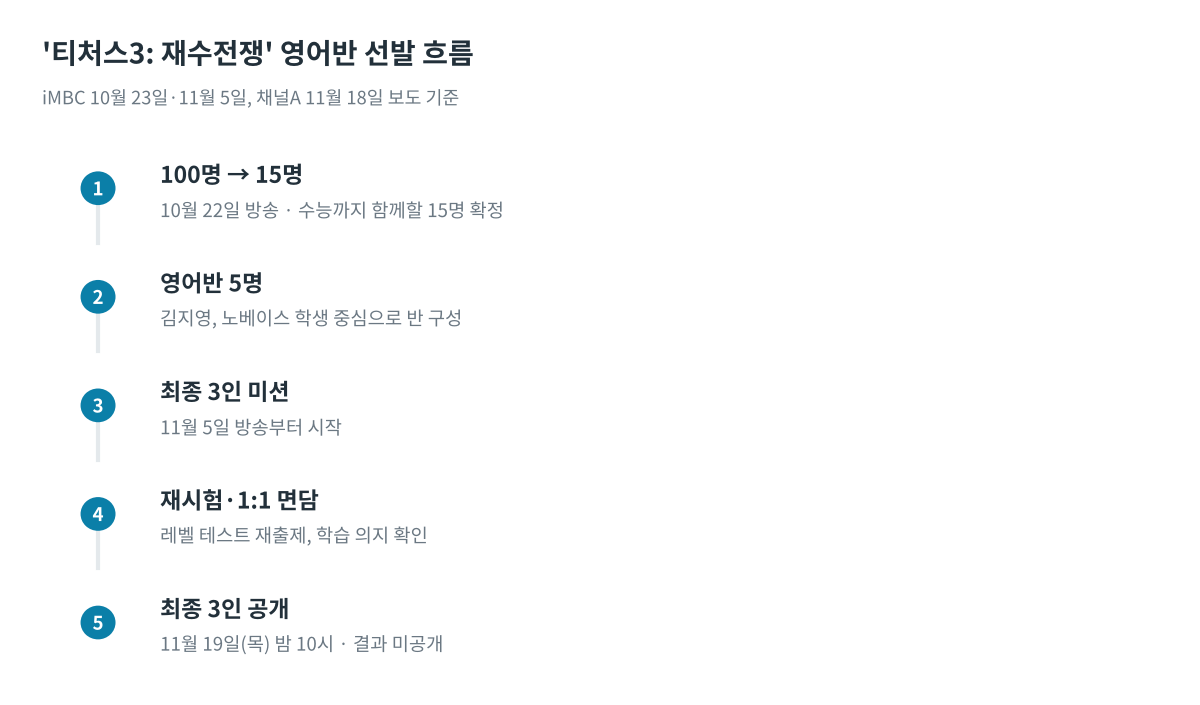 '티처스3: 재수전쟁' 영어반 선발 흐름
iMBC 10월 23일·11월 5일, 채널A 11월 18일 보도 기준
1
100명 → 15명
10월 22일 방송 · 수능까지 함께할 15명 확정
2
영어반 5명
김지영, 노베이스 학생 중심으로 반 구성
3
최종 3인 미션
11월 5일 방송부터 시작
4
재시험·1:1 면담
레벨 테스트 재출제, 학습 의지 확인
5
최종 3인 공개
11월 19일(목) 밤 10시 · 결과 미공개